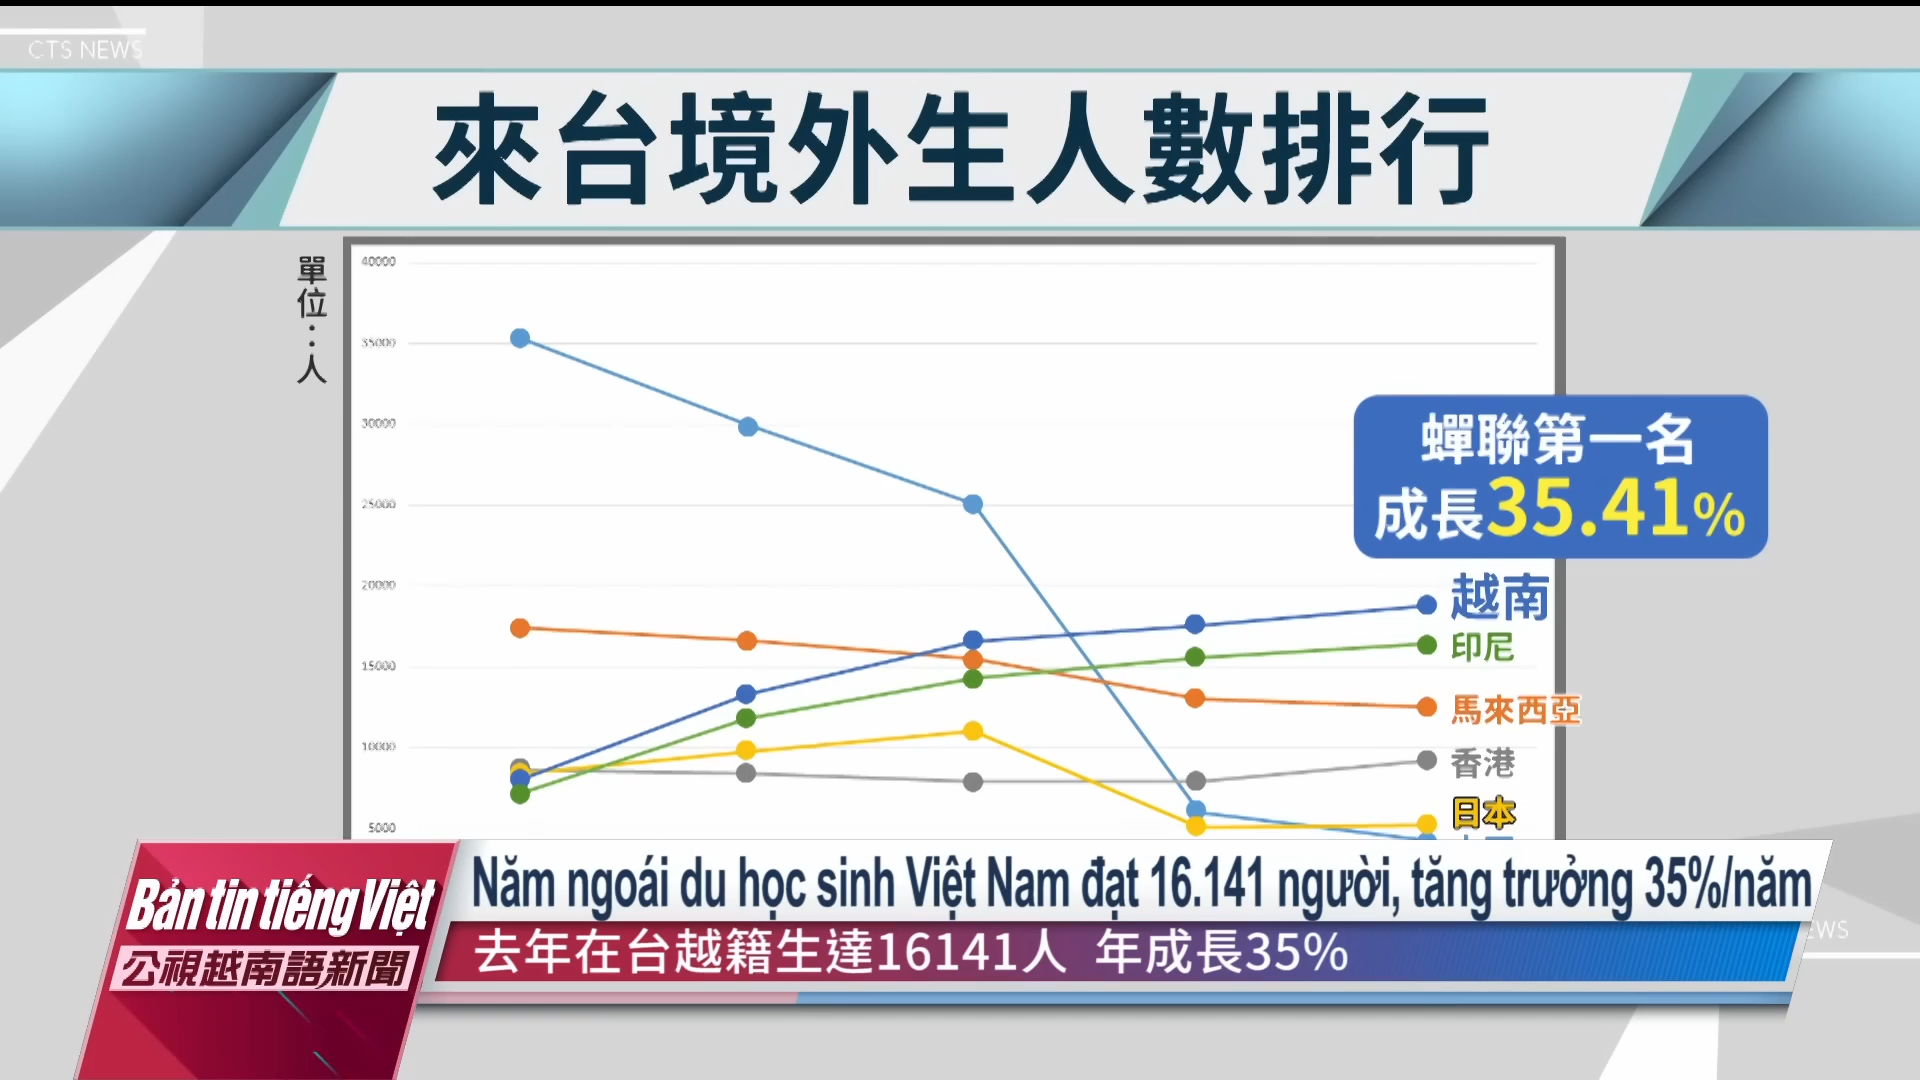 CTS NEWS
來台境外生人數排行
單位：人
40000
35000
30000
25000
20000
15000
10000
5000
蟬聯第一名
成長35.41%
越南
印尼
馬來西亞
香港
日本
Bản tin tiếng Việt
公視越南語新聞
Năm ngoái du học sinh Việt Nam đạt 16.141 người, tăng trưởng 35%/năm
去年在台越籍生達16141人 年成長35%
EWS